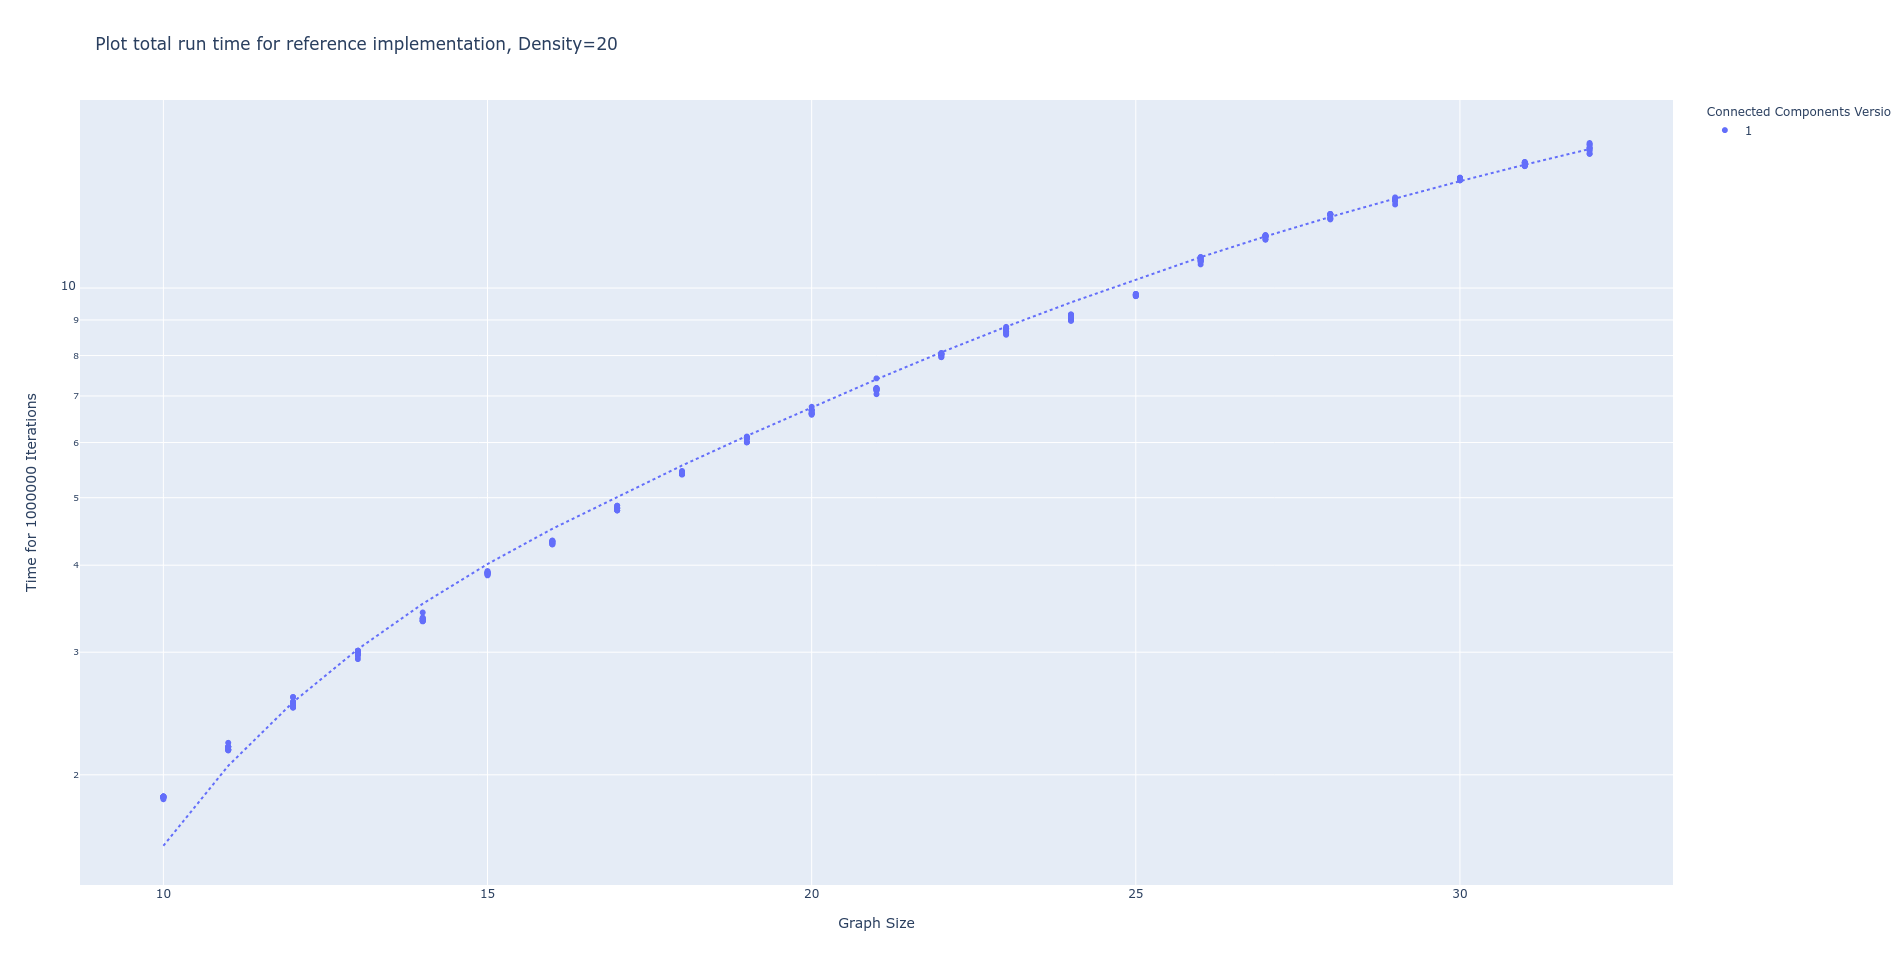 Plot total run time for reference implementation, Density=20
Connected Components Versio
1
10
9
8
7
6
5
4
3
2
Time for 1000000 Iterations
10 15 20 25 30
Graph Size